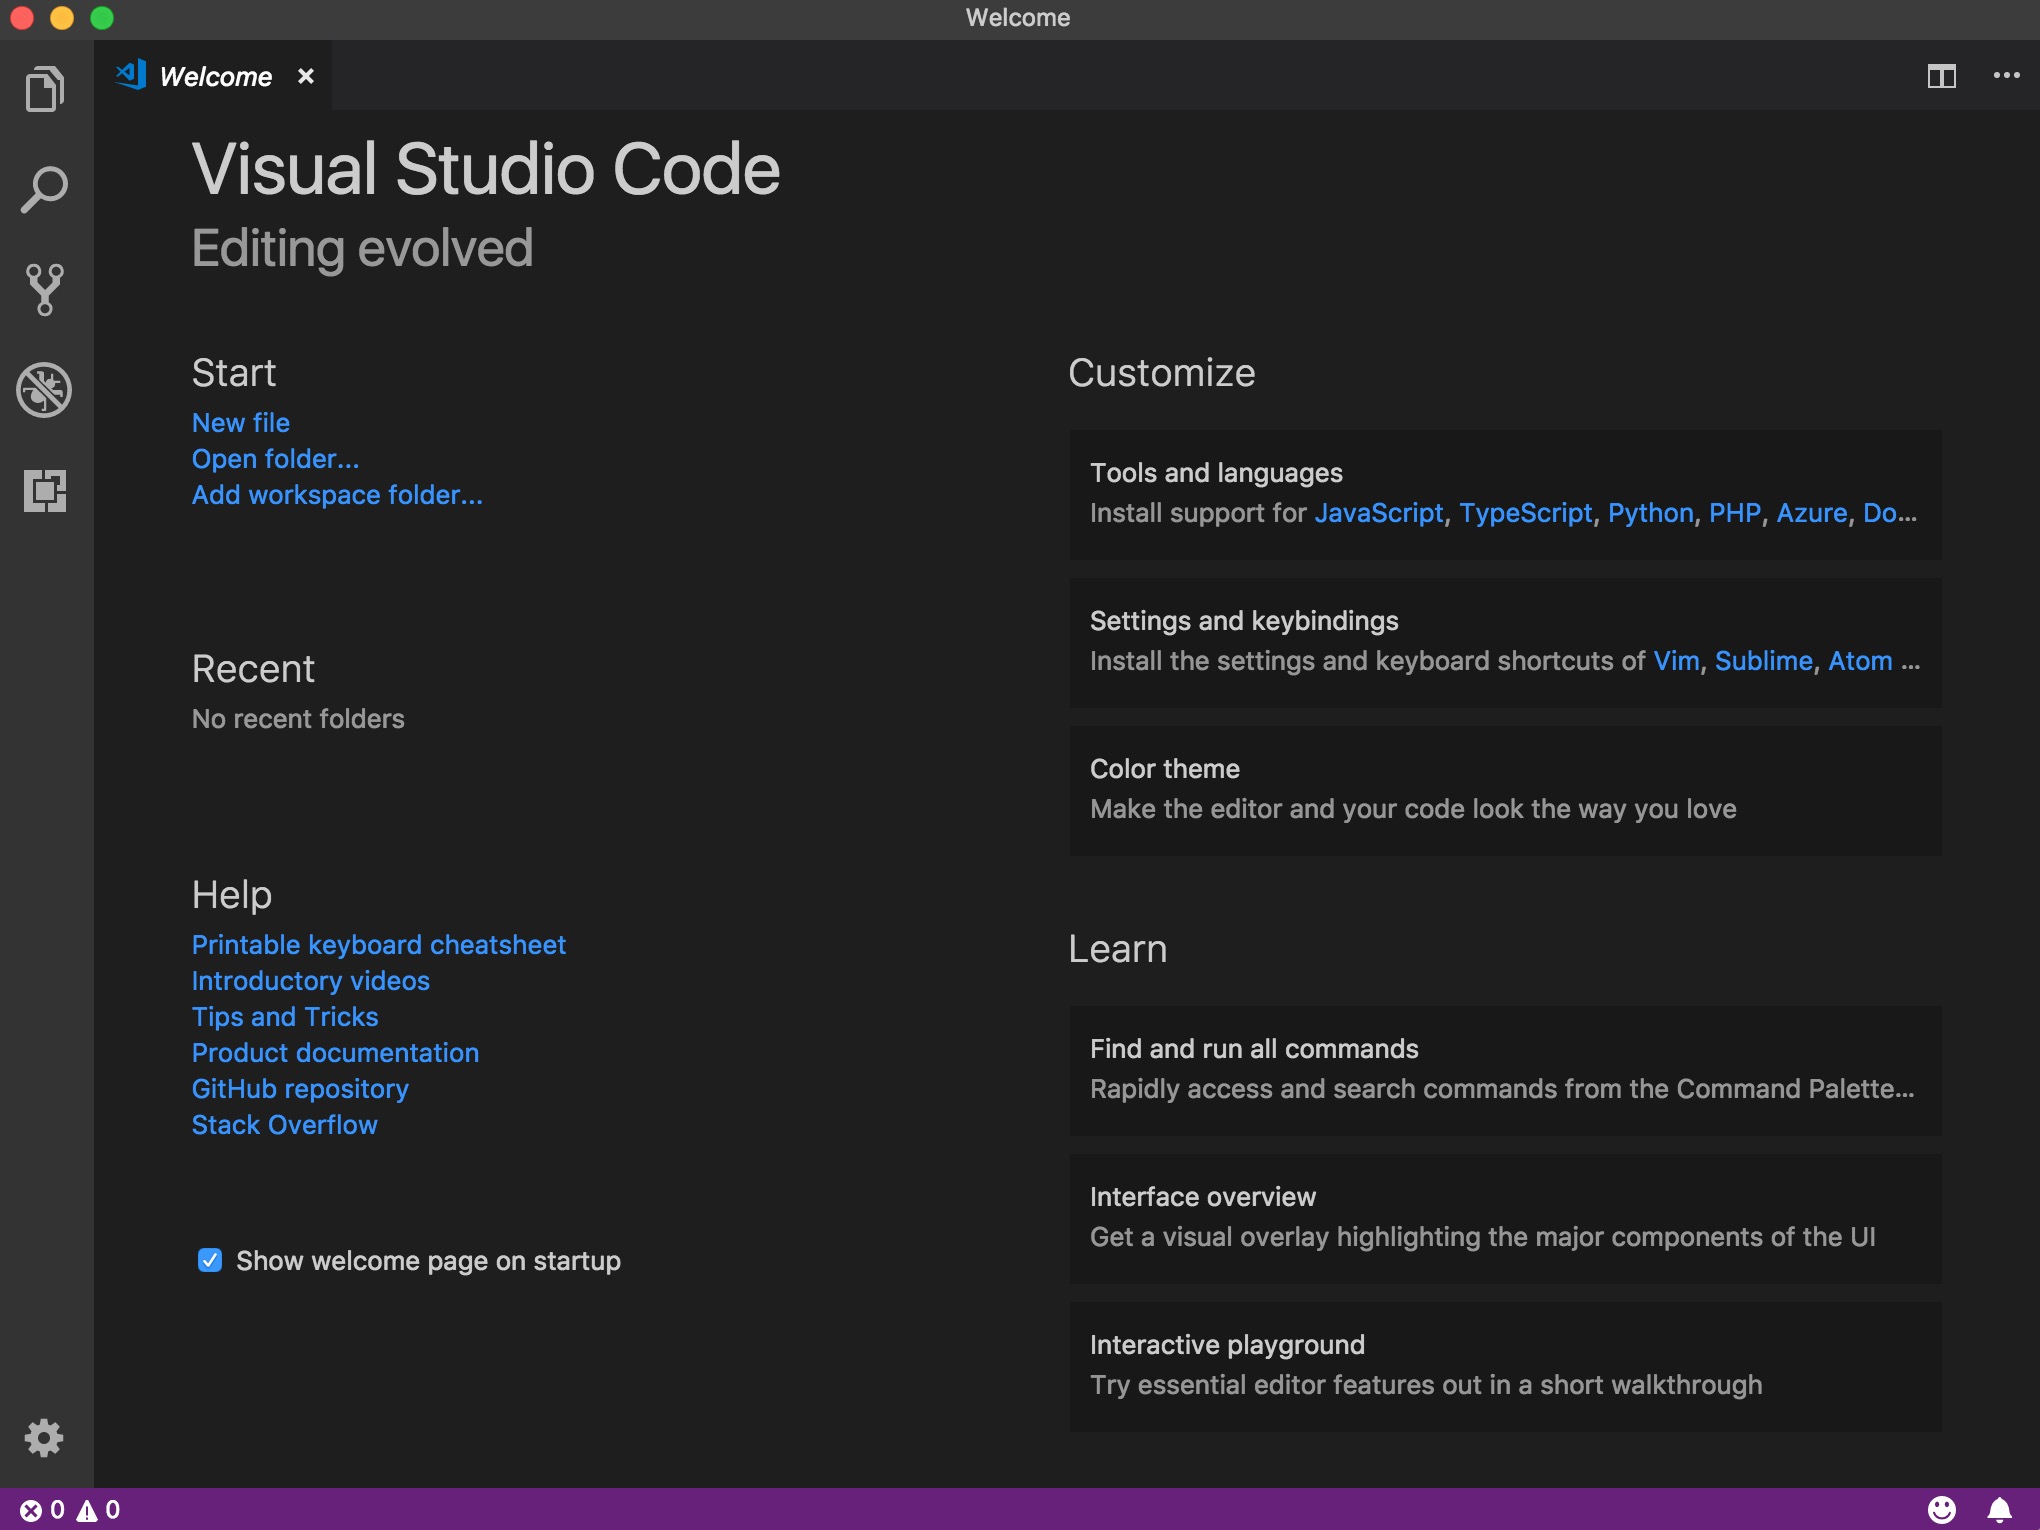 Welcome
Welcome
Visual Studio Code
Editing evolved
Start
New file
Open folder...
Add workspace folder...
Recent
No recent folders
Help
Printable keyboard cheatsheet
Introductory videos
Tips and Tricks
Product documentation
GitHub repository
Stack Overflow
Show welcome page on startup
Customize
Tools and languages
Install support for JavaScript, TypeScript, Python, PHP, Azure, Do...
Settings and keybindings
Install the settings and keyboard shortcuts of Vim, Sublime, Atom ...
Color theme
Make the editor and your code look the way you love
Learn
Find and run all commands
Rapidly access and search commands from the Command Palette...
Interface overview
Get a visual overlay highlighting the major components of the UI
Interactive playground
Try essential editor features out in a short walkthrough
0 0